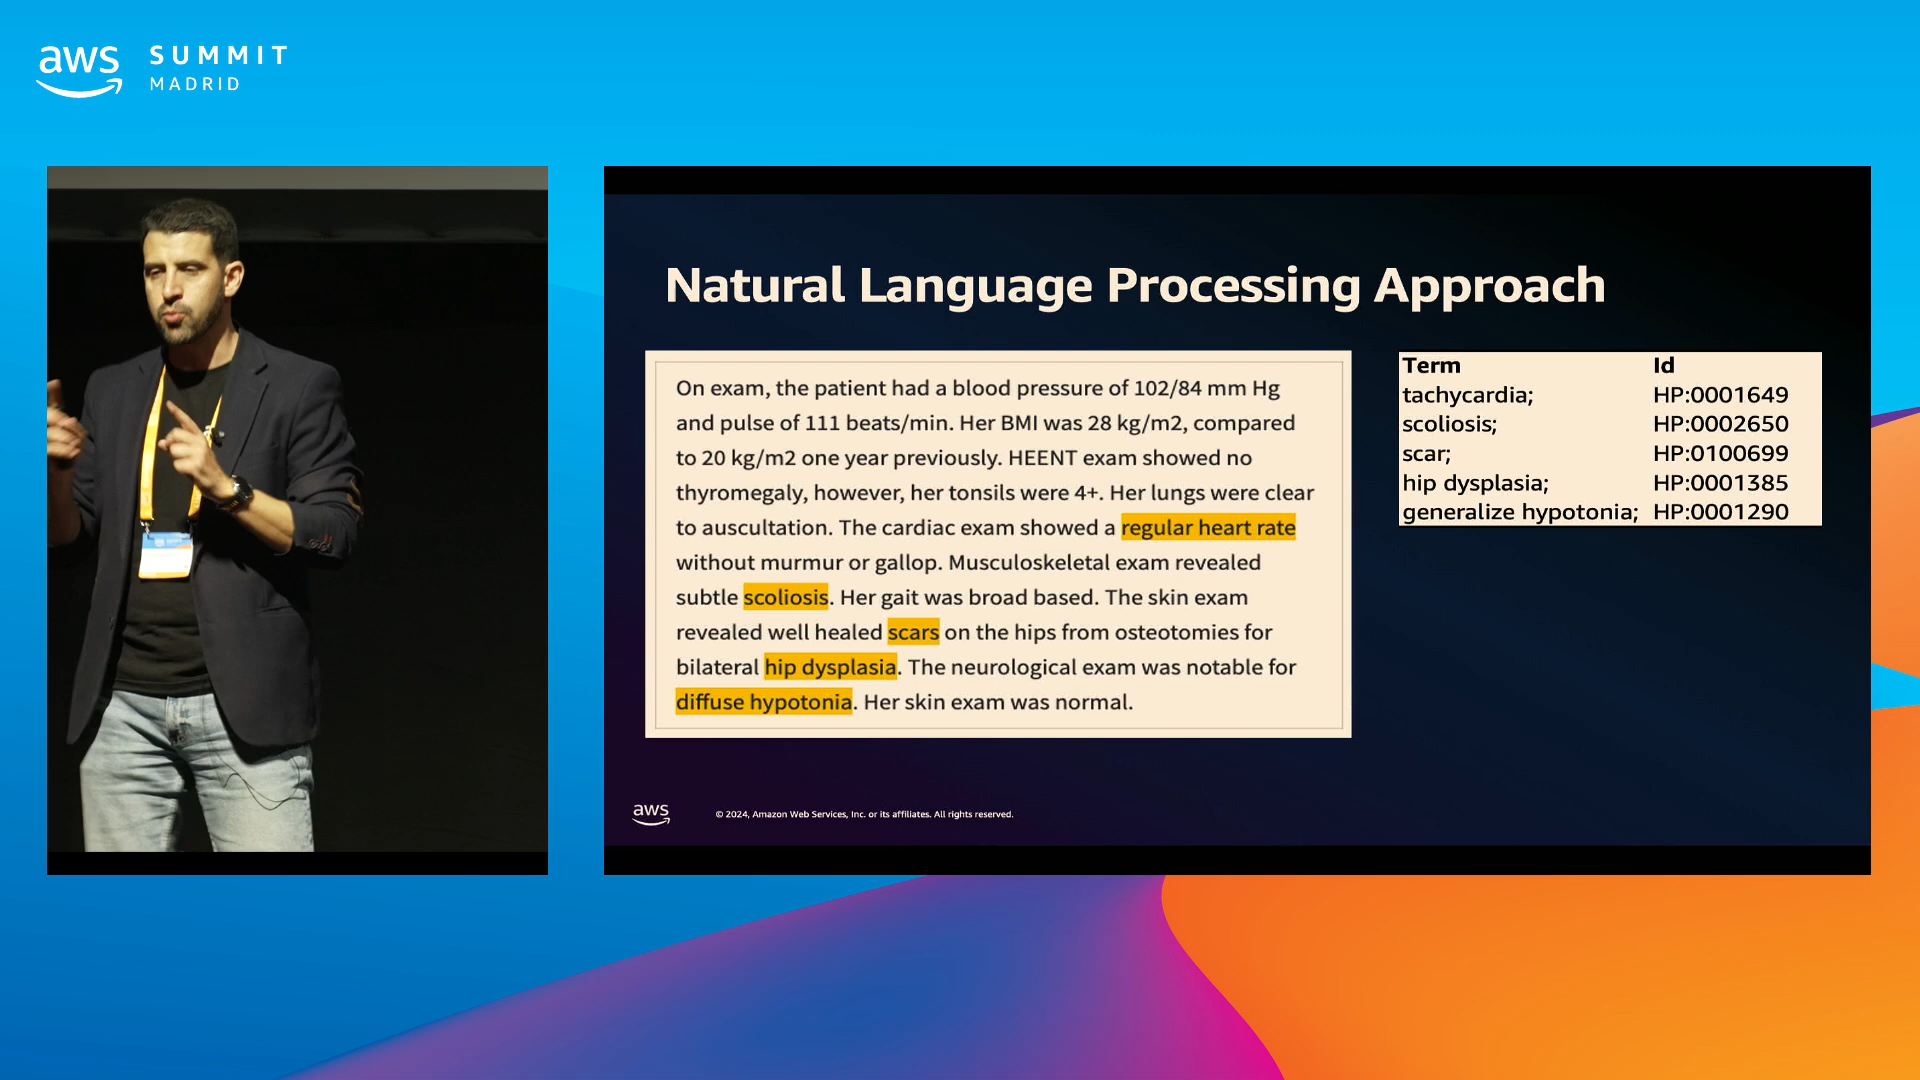 aws SUMMIT
MADRID
Natural Language Processing Approach
On exam, the patient had a blood pressure of 102/84 mm Hg
and pulse of 111 beats/min. Her BMI was 28 kg/m2, compared
to 20 kg/m2 one year previously. HEENT exam showed no
thyromegaly, however, her tonsils were 4+. Her lungs were clear
to auscultation. The cardiac exam showed a regular heart rate
without murmur or gallop. Musculoskeletal exam revealed
subtle scoliosis. Her gait was broad based. The skin exam
revealed well healed scars on the hips from osteotomies for
bilateral hip dysplasia. The neurological exam was notable for
diffuse hypotonia. Her skin exam was normal.
Term Id
tachycardia; HP:0001649
scoliosis; HP:0002650
scar; HP:0100699
hip dysplasia; HP:0001385
generalize hypotonia; HP:0001290
aws © 2024, Amazon Web Services, Inc. or its affiliates. All rights reserved.